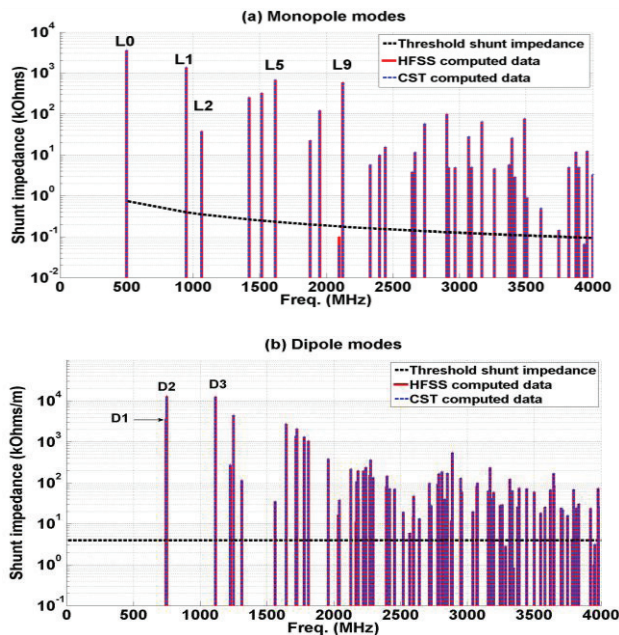 (a) Monopole modes
Shunt impedance (kOhms)
10^4
10^3
10^2
10^1
10^0
10^-1
10^-2
L0
L1
L2
L5
L9
Threshold shunt impedance
HFSS computed data
CST computed data
0 500 1000 1500 2000 2500 3000 3500 4000
Freq. (MHz)
(b) Dipole modes
Shunt impedance (kOhms/m)
10^4
10^3
10^2
10^1
10^0
10^-1
D1
D2
D3
Threshold shunt impedance
HFSS computed data
CST computed data
0 500 1000 1500 2000 2500 3000 3500 4000
Freq. (MHz)